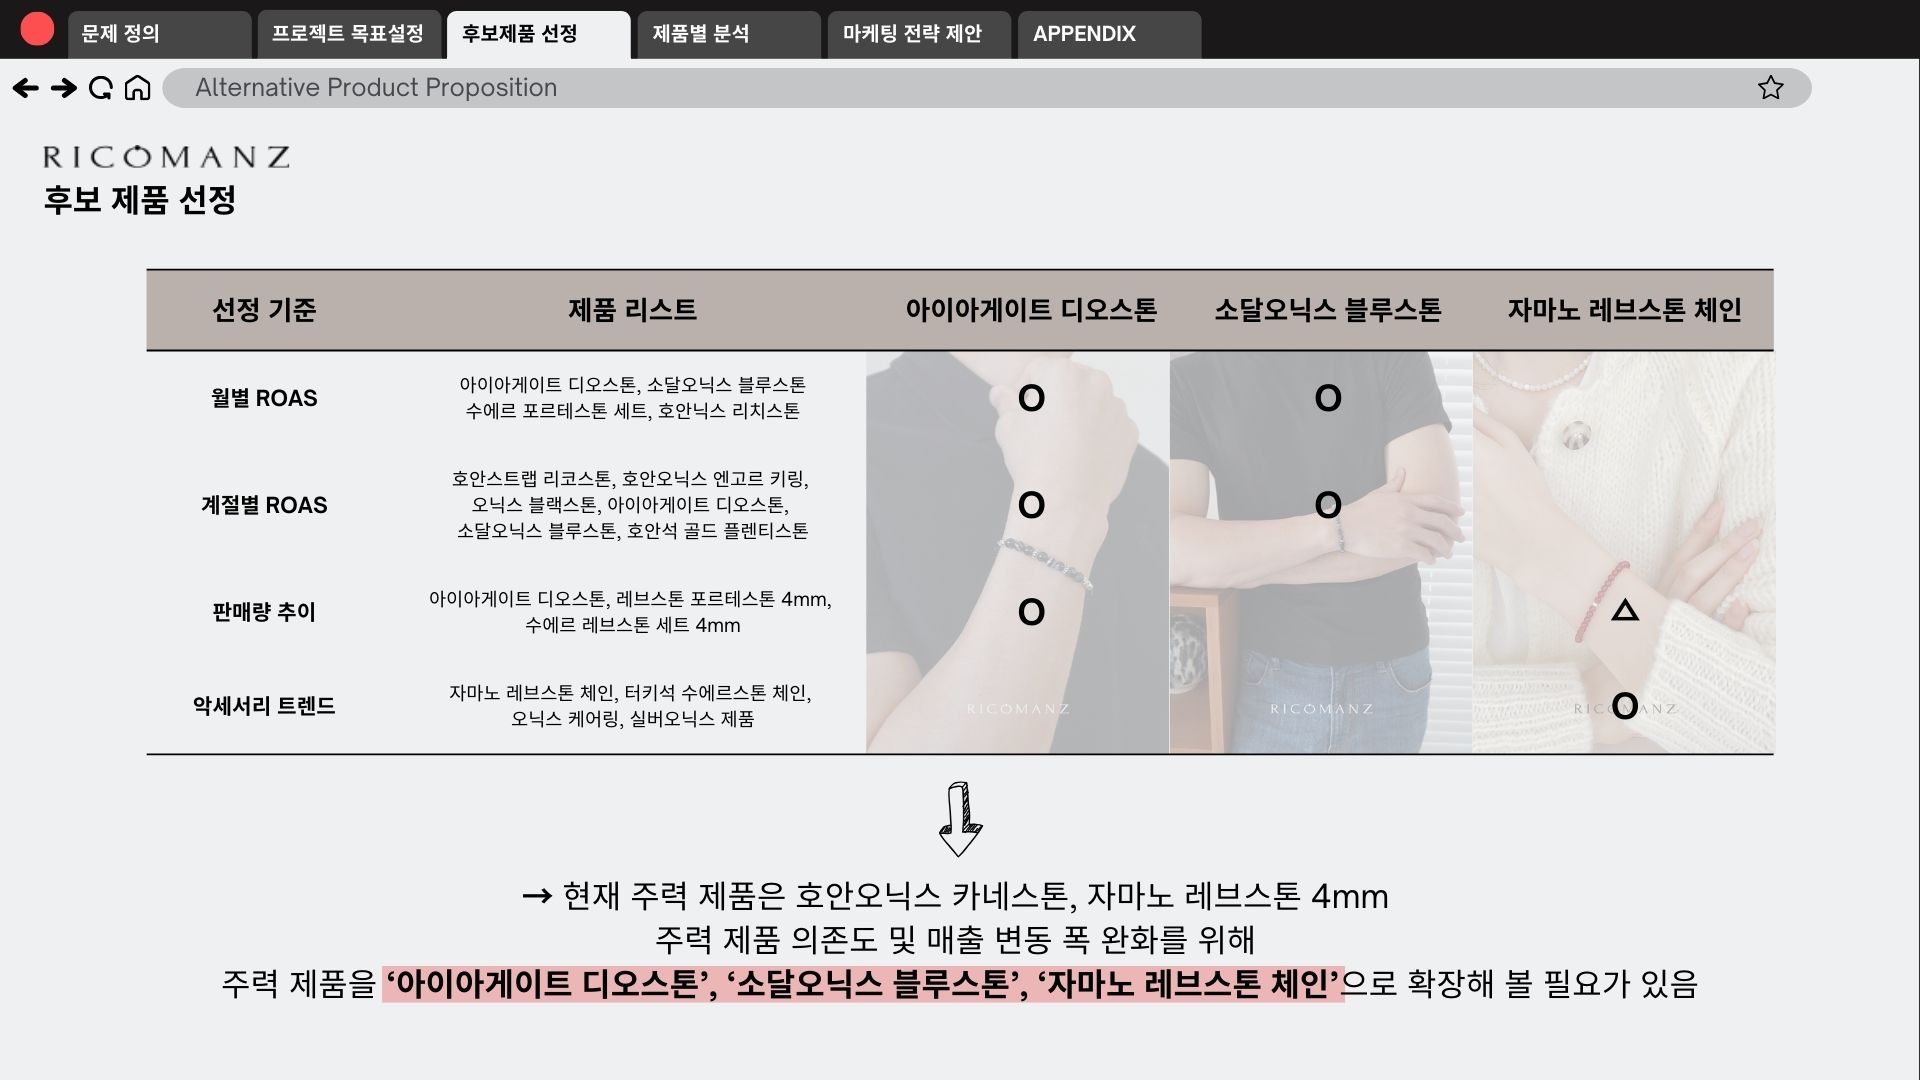 문제 정의
프로젝트 목표설정
후보제품 선정
제품별 분석
마케팅 전략 제안
APPENDIX
Alternative Product Proposition
RICOMANZ
후보 제품 선정
선정 기준
제품 리스트
아이아게이트 디오스톤
소달오닉스 블루스톤
자마노 레브스톤 체인
월별 ROAS
아이아게이트 디오스톤, 소달오닉스 블루스톤
수에르 포르테스톤 세트, 호안닉스 리치스톤
O
O
계절별 ROAS
호안스트랩 리코스톤, 호안오닉스 엔고르 키링,
오닉스 블랙스톤, 아이아게이트 디오스톤,
소달오닉스 블루스톤, 호안석 골드 플렌티스톤
O
O
판매량 추이
아이아게이트 디오스톤, 레브스톤 포르테스톤 4mm,
수에르 레브스톤 세트 4mm
O
△
악세서리 트렌드
자마노 레브스톤 체인, 터키석 수에르스톤 체인,
오닉스 케어링, 실버오닉스 제품
RICOMANZ
RICOMANZ
RICOMANZ
O
→ 현재 주력 제품은 호안오닉스 카네스톤, 자마노 레브스톤 4mm
주력 제품 의존도 및 매출 변동 폭 완화를 위해
주력 제품을 ‘아이아게이트 디오스톤’, ‘소달오닉스 블루스톤’, ‘자마노 레브스톤 체인’으로 확장해 볼 필요가 있음